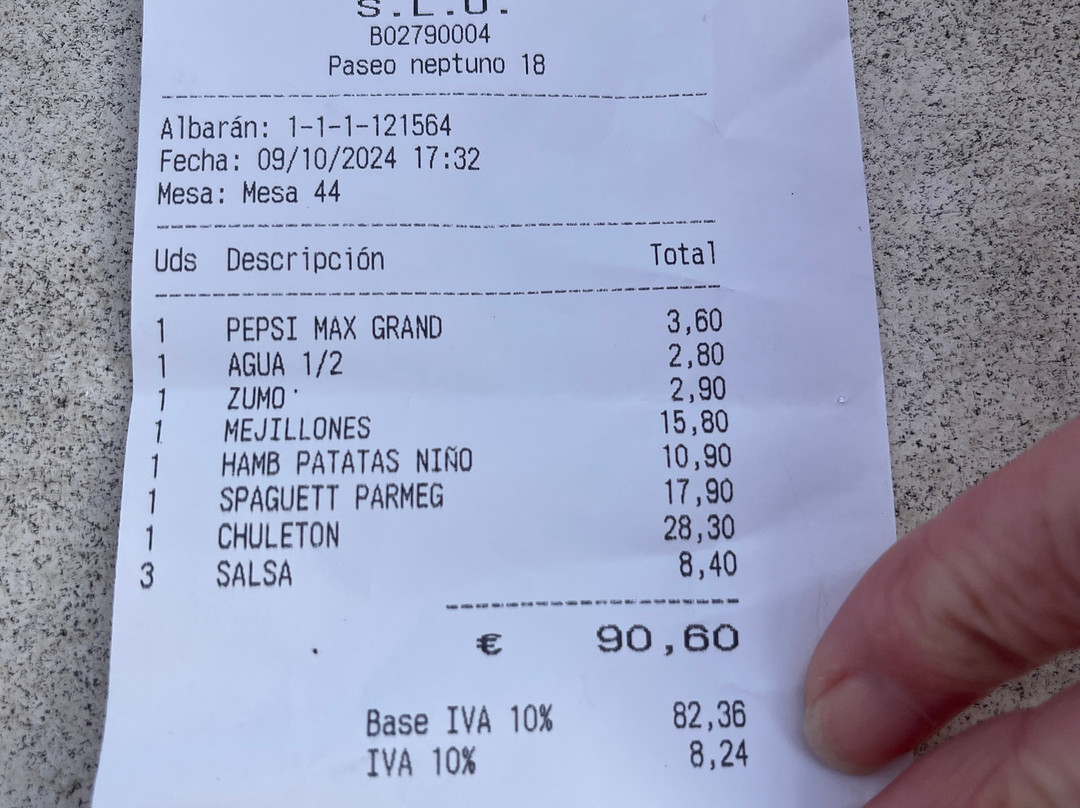 S.L.U.
B02790004
Paseo neptuno 18
Albarán: 1-1-1-121564
Fecha: 09/10/2024 17:32
Mesa: Mesa 44
Uds Descripción Total
1 PEPSI MAX GRAND 3,60
1 AGUA 1/2 2,80
1 ZUMO 2,90
1 MEJILLONES 15,80
1 HAMB PATATAS NIÑO 10,90
1 SPAGUETT PARMEG 17,90
1 CHULETON 28,30
3 SALSA 8,40
€ 90,60
Base IVA 10% 82,36
IVA 10% 8,24